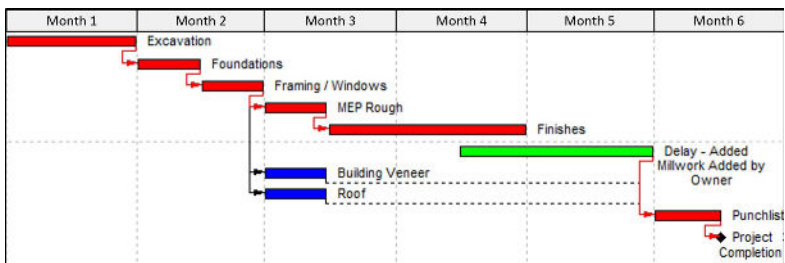 Month 1 Month 2 Month 3 Month 4 Month 5 Month 6
Excavation
Foundations
Framing / Windows
MEP Rough
Finishes
Delay - Added
Millwork Added by
Owner
Building Veneer
Roof
Punchlist
Project
Completion